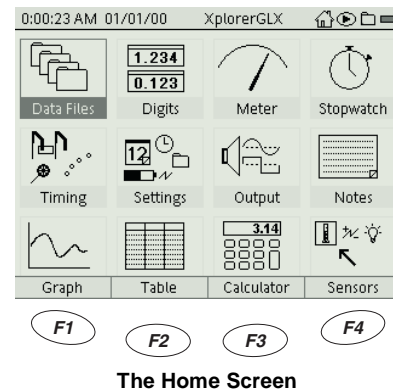 0:00:23 AM 01/01/00 XplorerGLX
1.234
0.123
Data Files Digits Meter Stopwatch
12
Timing Settings Output Notes
3.14
Graph Table Calculator Sensors
F1 F2 F3 F4
The Home Screen